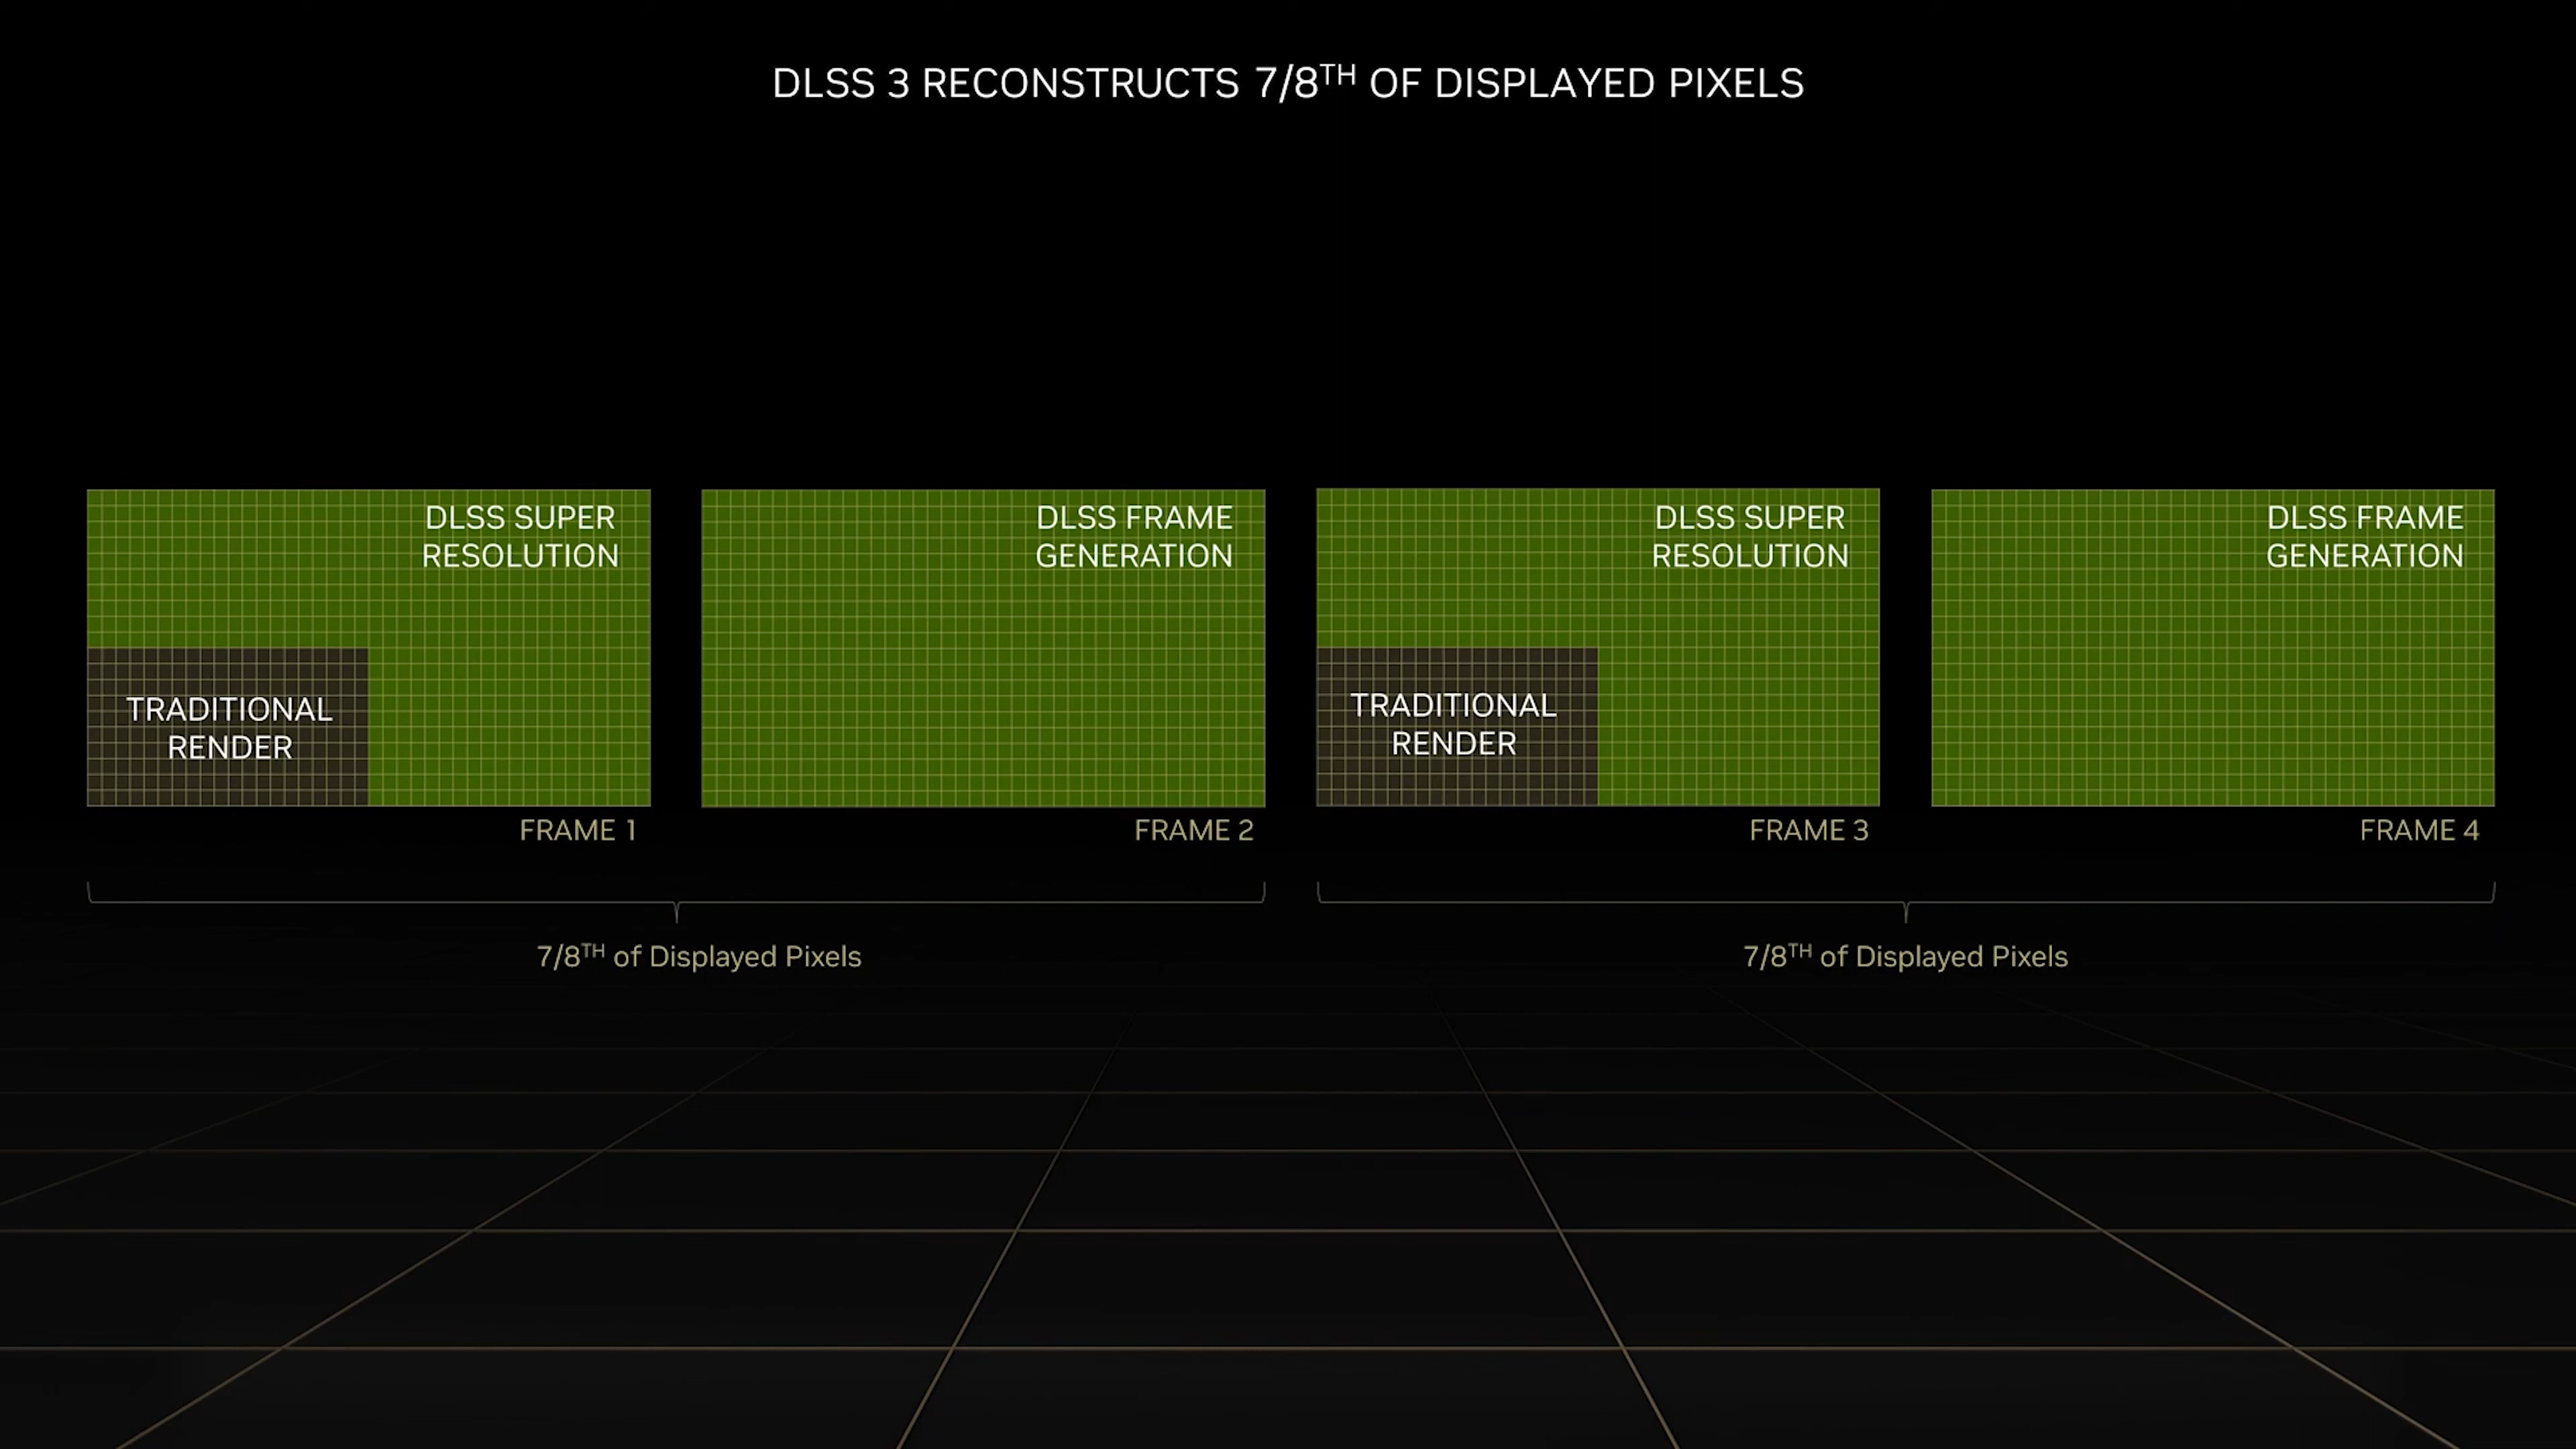 DLSS 3 RECONSTRUCTS 7/8TH OF DISPLAYED PIXELS
DLSS SUPER
RESOLUTION
TRADITIONAL
RENDER
FRAME 1
DLSS FRAME
GENERATION
FRAME 2
DLSS SUPER
RESOLUTION
TRADITIONAL
RENDER
FRAME 3
DLSS FRAME
GENERATION
FRAME 4
7/8TH of Displayed Pixels
7/8TH of Displayed Pixels